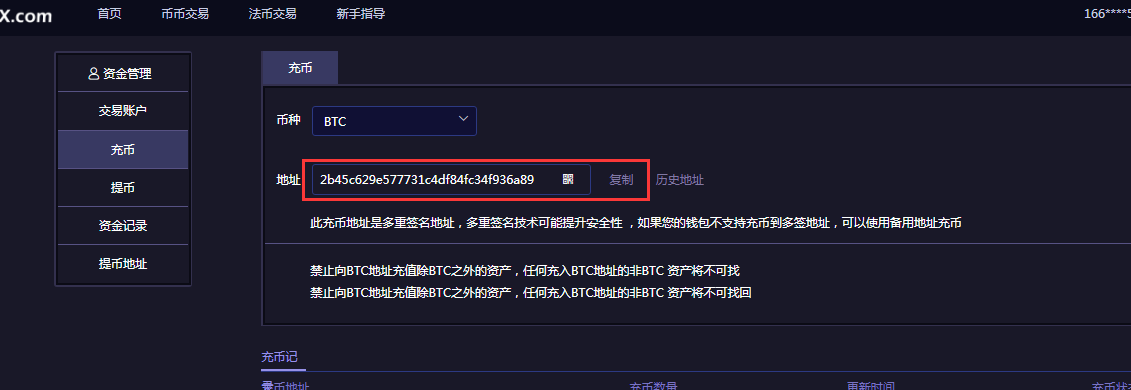 X.com 首页 币币交易 法币交易 新手指导 166****5
资金管理
交易账户
充币
提币
资金记录
提币地址
充币
币种 BTC
地址 2b45c629e577731c4df84fc34f936a89 复制 历史地址
此充币地址是多重签名地址，多重签名技术可能提升安全性 ，如果您的钱包不支持充币到多签地址，可以使用备用地址充币
禁止向BTC地址充值除BTC之外的资产，任何充入BTC地址的非BTC 资产将不可找
禁止向BTC地址充值除BTC之外的资产，任何充入BTC地址的非BTC 资产将不可找回
充币记
充币地址 充币数量 更新时间 充币状